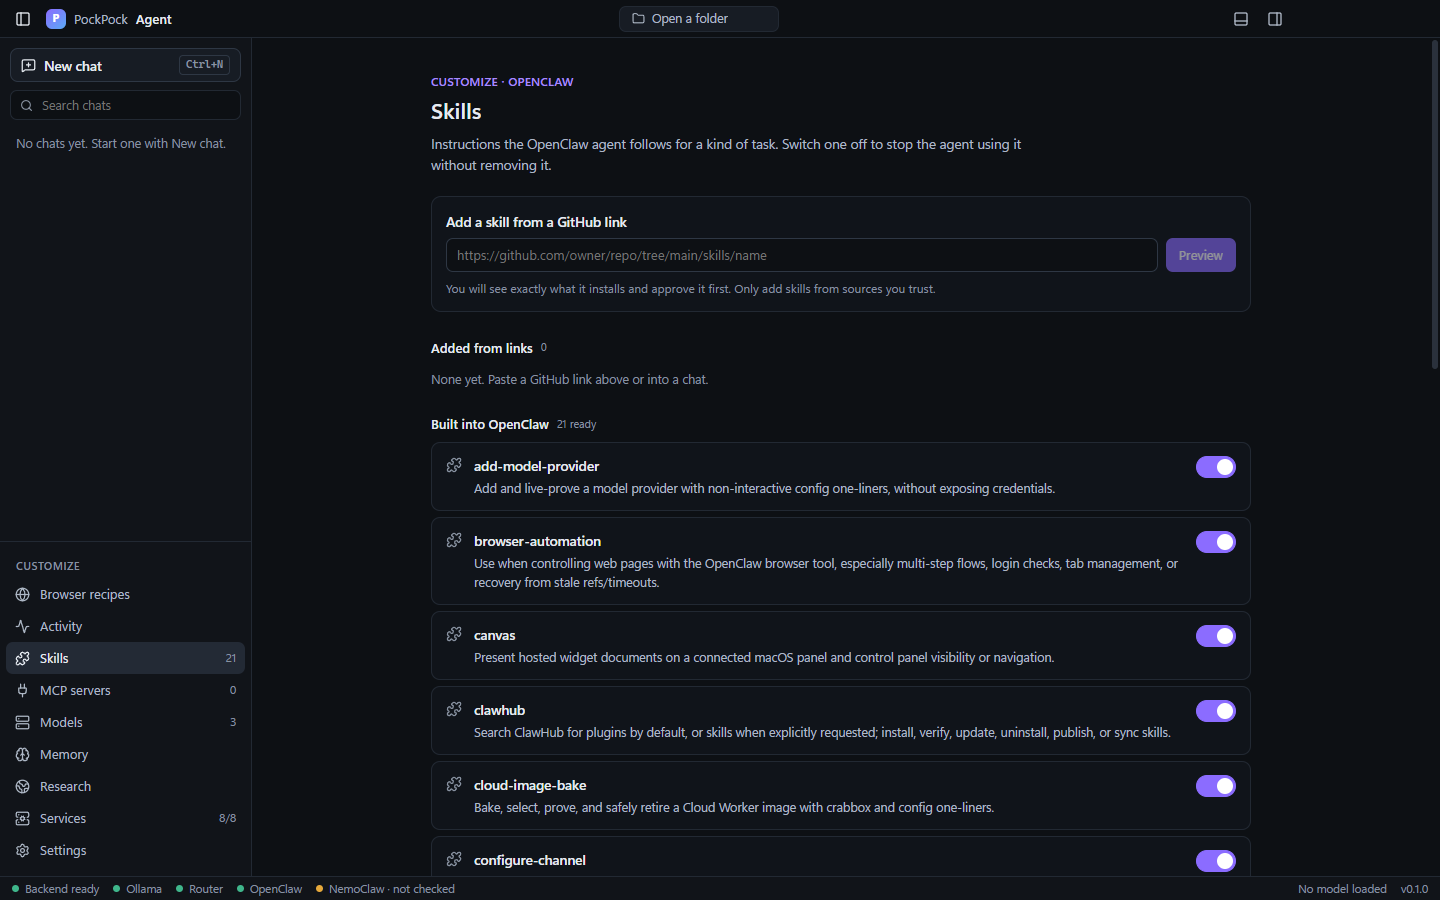 PockPock Agent
Open a folder
New chat
Ctrl+N
Search chats
No chats yet. Start one with New chat.
CUSTOMIZE
Browser recipes
Activity
Skills 21
MCP servers 0
Models 3
Memory
Research
Services 8/8
Settings
CUSTOMIZE · OPENCLAW
Skills
Instructions the OpenClaw agent follows for a kind of task. Switch one off to stop the agent using it
without removing it.
Add a skill from a GitHub link
https://github.com/owner/repo/tree/main/skills/name
Preview
You will see exactly what it installs and approve it first. Only add skills from sources you trust.
Added from links 0
None yet. Paste a GitHub link above or into a chat.
Built into OpenClaw 21 ready
add-model-provider
Add and live-prove a model provider with non-interactive config one-liners, without exposing credentials.
browser-automation
Use when controlling web pages with the OpenClaw browser tool, especially multi-step flows, login checks, tab management, or
recovery from stale refs/timeouts.
canvas
Present hosted widget documents on a connected macOS panel and control panel visibility or navigation.
clawhub
Search ClawHub for plugins by default, or skills when explicitly requested; install, verify, update, uninstall, publish, or sync skills.
cloud-image-bake
Bake, select, prove, and safely retire a Cloud Worker image with crabbox and config one-liners.
configure-channel
Backend ready
Ollama
Router
OpenClaw
NemoClaw · not checked
No model loaded
v0.1.0